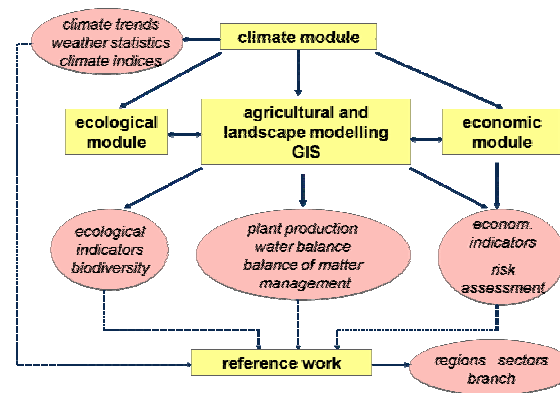 climate trends
weather statistics
climate indices
climate module
ecological
module
agricultural and
landscape modelling
GIS
economic
module
ecological
indicators
biodiversity
plant production
water balance
balance of matter
management
econom.
indicators
risk
assessment
reference work
regions sectors
branch